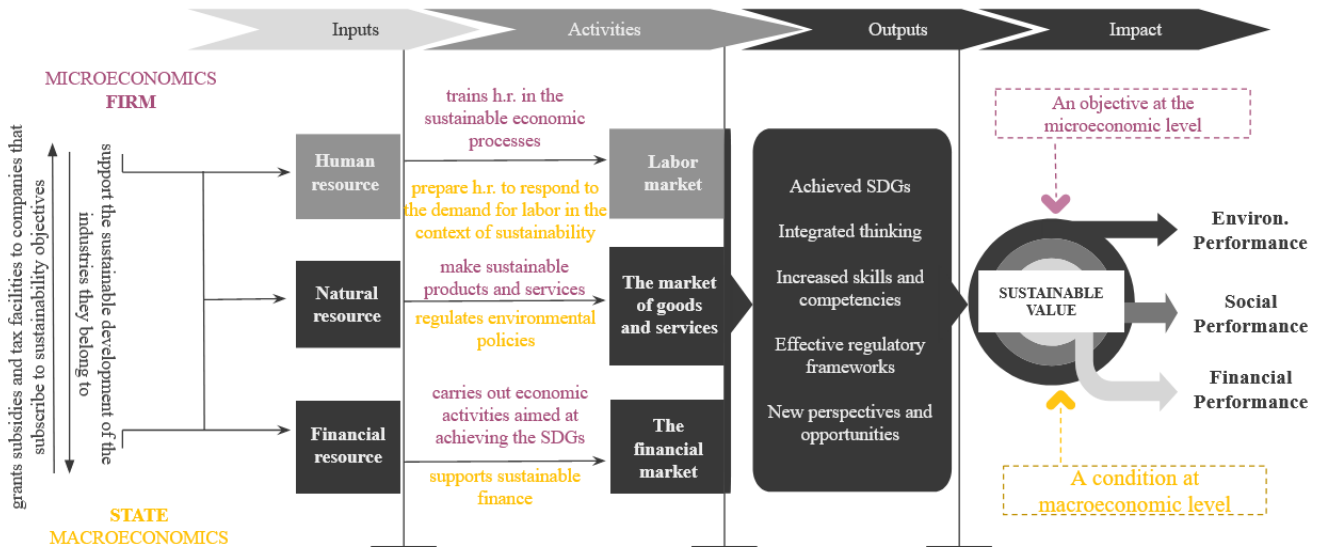 Inputs
Activities
Outputs
Impact
MICROECONOMICS
FIRM
grants subsidies and tax facilities to companies that
subscribe to sustainability objectives
support the sustainable development of the
industries they belong to
STATE
MACROECONOMICS
Human
resource
Natural
resource
Financial
resource
trains h.r. in the
sustainable economic
processes
prepare h.r. to respond to
the demand for labor in the
context of sustainability
make sustainable
products and services
regulates environmental
policies
carries out economic
activities aimed at
achieving the SDGs
supports sustainable
finance
Labor
market
The market
of goods
and services
The
financial
market
Achieved SDGs
Integrated thinking
Increased skills and
competencies
Effective regulatory
frameworks
New perspectives and
opportunities
An objective at the
microeconomic level
SUSTAINABLE
VALUE
Environ.
Performance
Social
Performance
Financial
Performance
A condition at
macroeconomic level